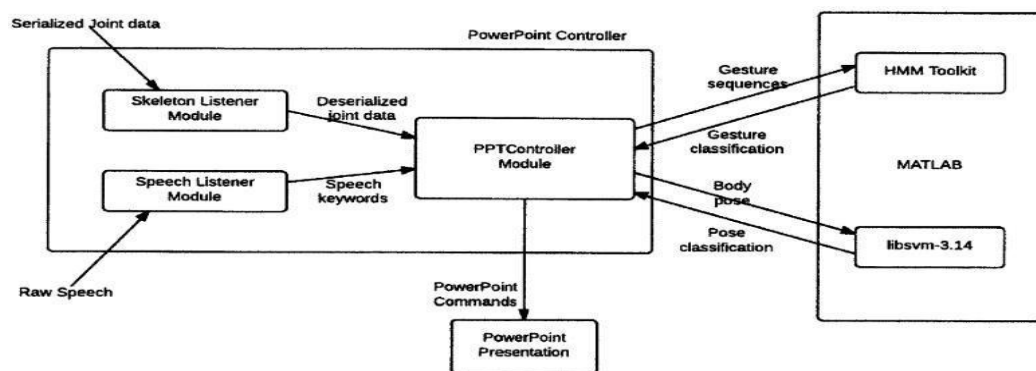 Serialized Joint data
PowerPoint Controller
Skeleton Listener
Module
Deserialized
joint data
PPTController
Module
Speech Listener
Module
Speech
keywords
Raw Speech
PowerPoint
Commands
PowerPoint
Presentation
Gesture
sequences
Gesture
classification
Body
pose
Pose
classification
HMM Toolkit
MATLAB
libsvm-3.14